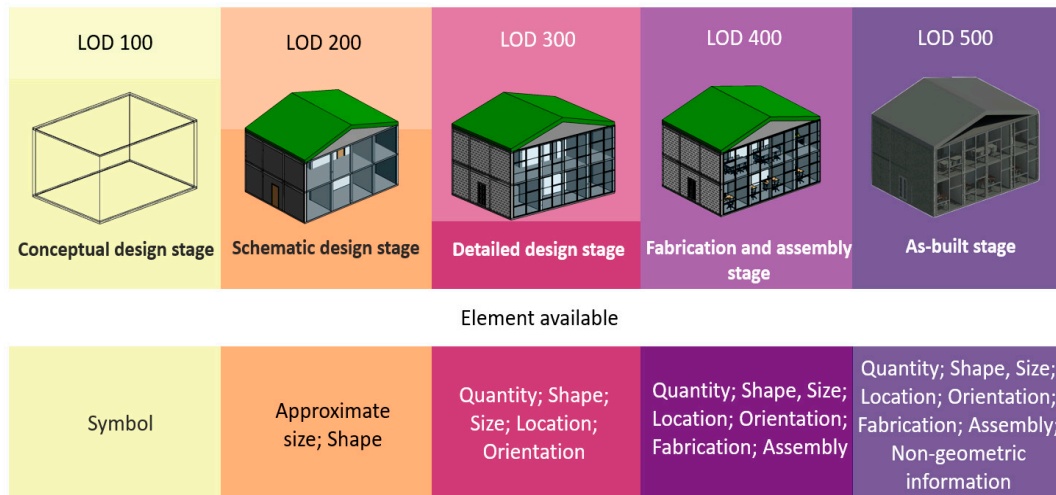 LOD 100
LOD 200
LOD 300
LOD 400
LOD 500
Conceptual design stage
Schematic design stage
Detailed design stage
Fabrication and assembly
stage
As-built stage
Element available
Symbol
Approximate
size; Shape
Quantity; Shape;
Size; Location;
Orientation
Quantity; Shape, Size;
Location; Orientation;
Fabrication; Assembly
Quantity; Shape, Size;
Location; Orientation;
Fabrication; Assembly;
Non-geometric
information